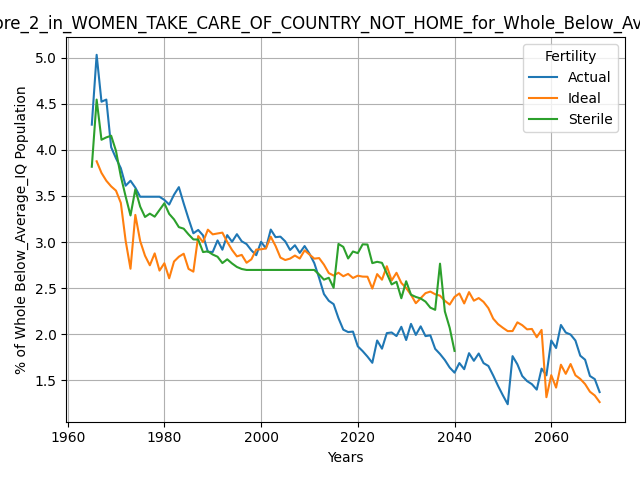 ore_2_in_WOMEN_TAKE_CARE_OF_COUNTRY_NOT_HOME_for_Whole_Below_Av
Fertility
Actual
Ideal
Sterile
% of Whole Below_Average_IQ Population
5.0
4.5
4.0
3.5
3.0
2.5
2.0
1.5
1960 1980 2000 2020 2040 2060
Years